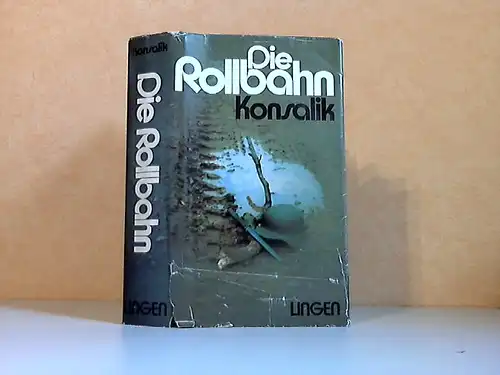 Konsalik
Die Rollbahn
LINGEN
Die
Rollbahn
Konsalik
LINGEN